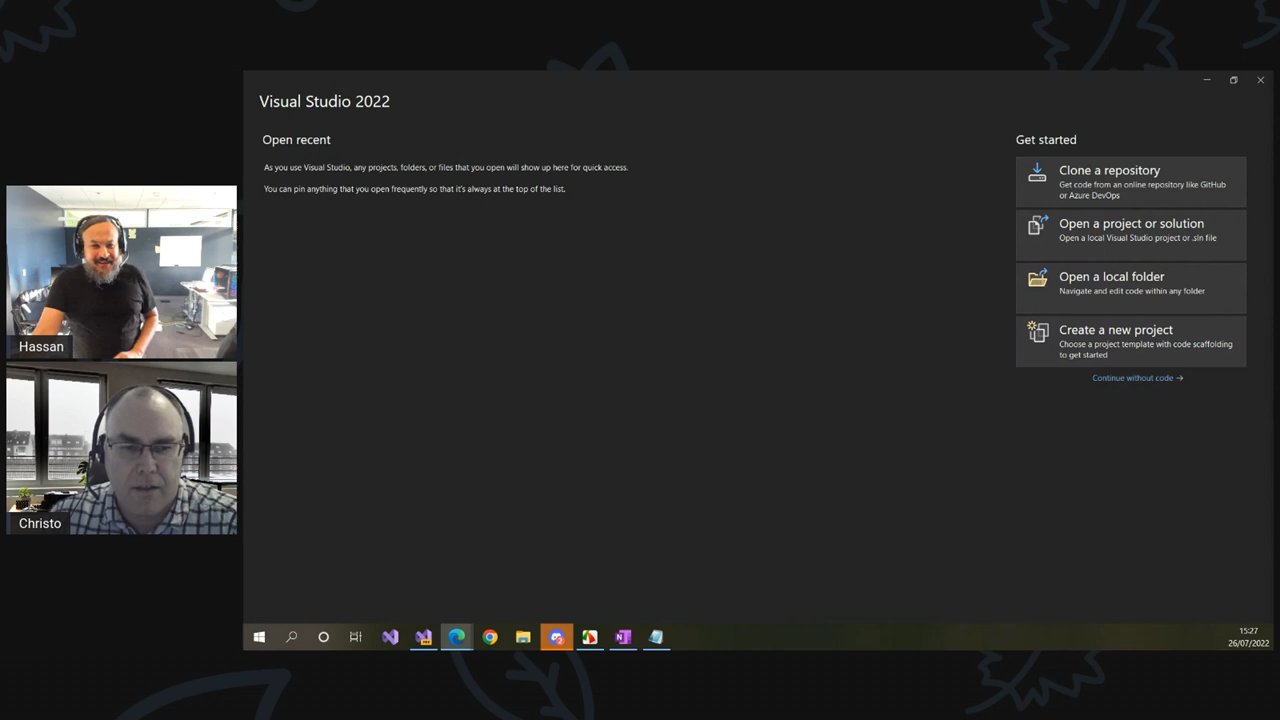 Visual Studio 2022
Open recent
As you use Visual Studio, any projects, folders, or files that you open will show up here for quick access.
You can pin anything that you open frequently so that it's always at the top of the list.
Get started
Clone a repository
Get code from an online repository like GitHub
or Azure DevOps
Open a project or solution
Open a local Visual Studio project or .sln file
Open a local folder
Navigate and edit code within any folder
Create a new project
Choose a project template with code scaffolding
to get started
Continue without code →
Hassan
Christo
15:27
26/07/2022